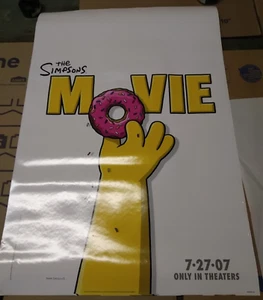 THE
SIMPSONS
MOVIE
7·27·07
ONLY IN THEATERS